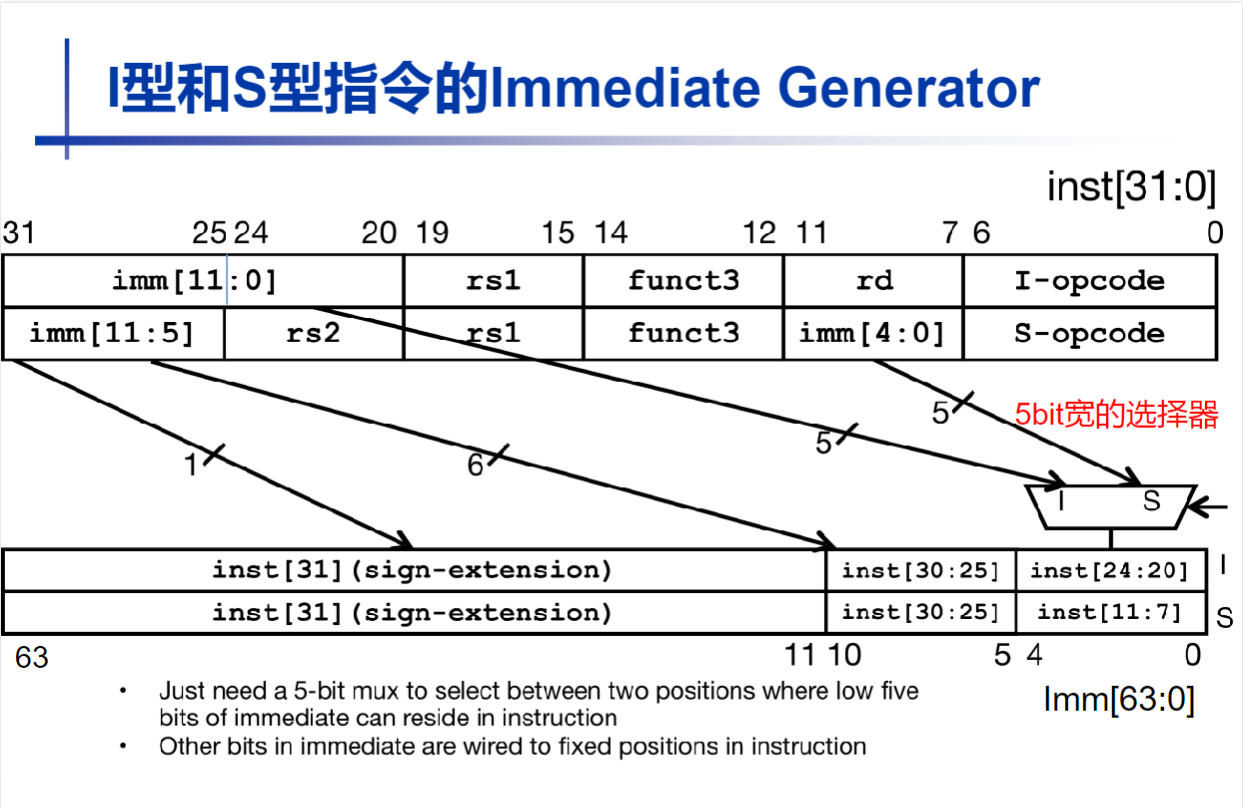 I型和S型指令的Immediate Generator
inst[31:0]
31 25 24 20 19 15 14 12 11 7 6 0
imm[11:0] rs1 funct3 rd I-opcode
imm[11:5] rs2 rs1 funct3 imm[4:0] S-opcode
5 5bit宽的选择器
1 6 5
I S
inst[31](sign-extension) inst[30:25] inst[24:20] I
inst[31](sign-extension) inst[30:25] inst[11:7] S
63 11 10 5 4 0
Imm[63:0]
• Just need a 5-bit mux to select between two positions where low five
bits of immediate can reside in instruction
• Other bits in immediate are wired to fixed positions in instruction